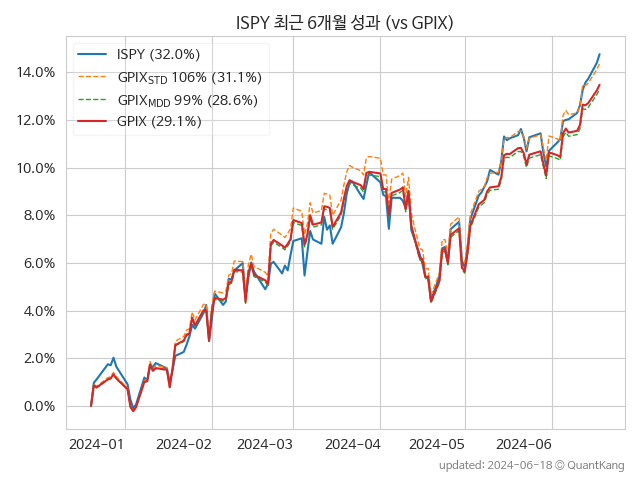 ISPY 최근 6개월 성과 (vs GPIX)
ISPY (32.0%)
GPIXSTD 106% (31.1%)
GPIXMDD 99% (28.6%)
GPIX (29.1%)
14.0%
12.0%
10.0%
8.0%
6.0%
4.0%
2.0%
0.0%
2024-01 2024-02 2024-03 2024-04 2024-05 2024-06
updated: 2024-06-18 © QuantKang